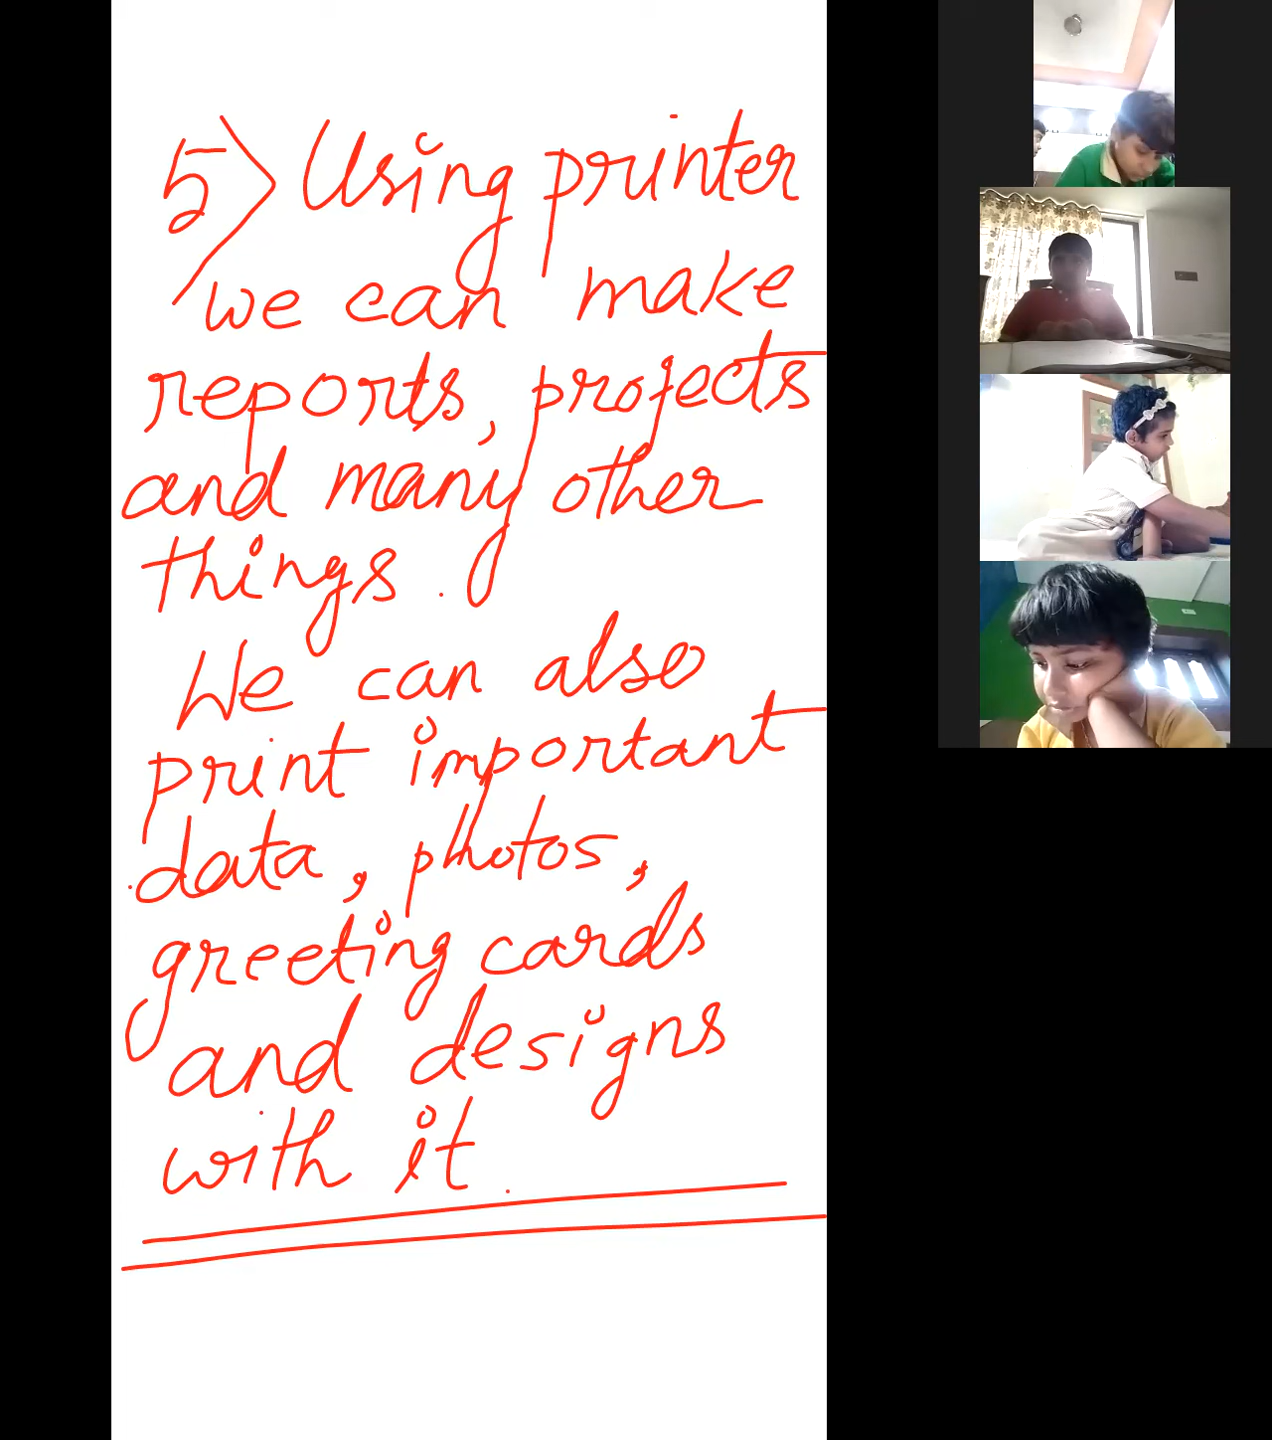 5) Using printer
we can make
reports, projects
and many other
things.
We can also
print important
data, photos,
greeting cards
and designs
with it.